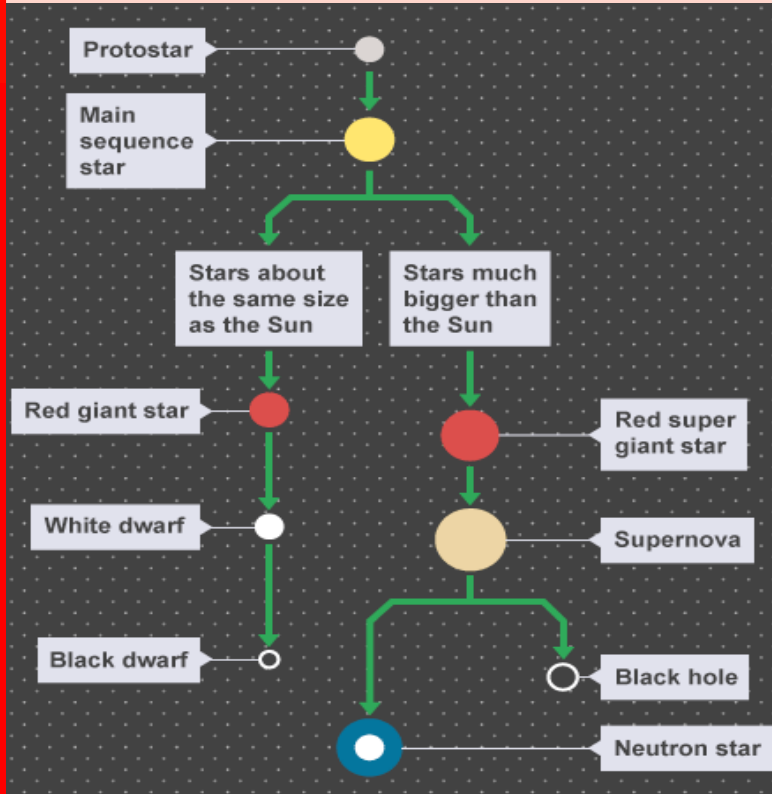 Protostar
Main
sequence
star
Stars about
the same size
as the Sun
Stars much
bigger than
the Sun
Red giant star
Red super
giant star
White dwarf
Supernova
Black dwarf
Black hole
Neutron star